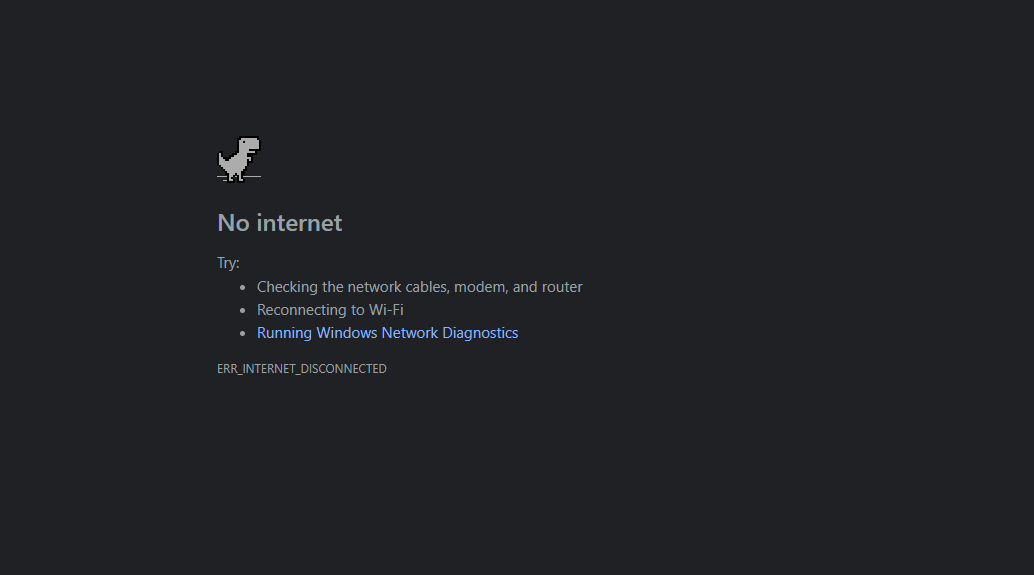 No internet
Try:
• Checking the network cables, modem, and router
• Reconnecting to Wi-Fi
• Running Windows Network Diagnostics
ERR_INTERNET_DISCONNECTED